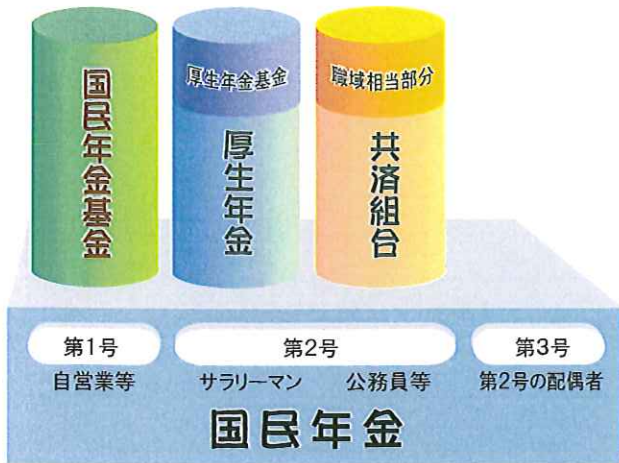 国民年金基金
厚生年金基金
厚生年金
職域相当部分
共済組合
第1号
第2号
第3号
自営業等
サラリーマン
公務員等
第2号の配偶者
国民年金